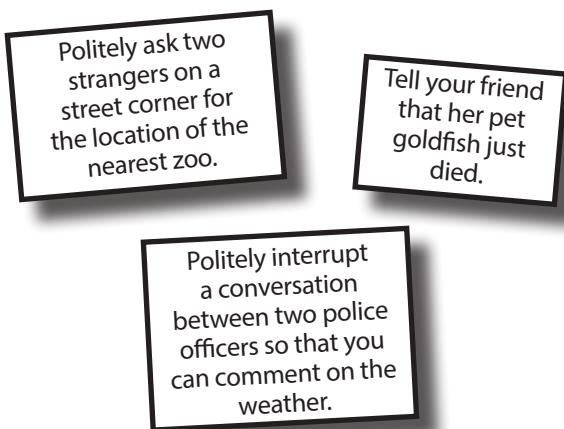 Politely ask two
strangers on a
street corner for
the location of the
nearest zoo.
Tell your friend
that her pet
goldfish just
died.
Politely interrupt
a conversation
between two police
officers so that you
can comment on the
weather.